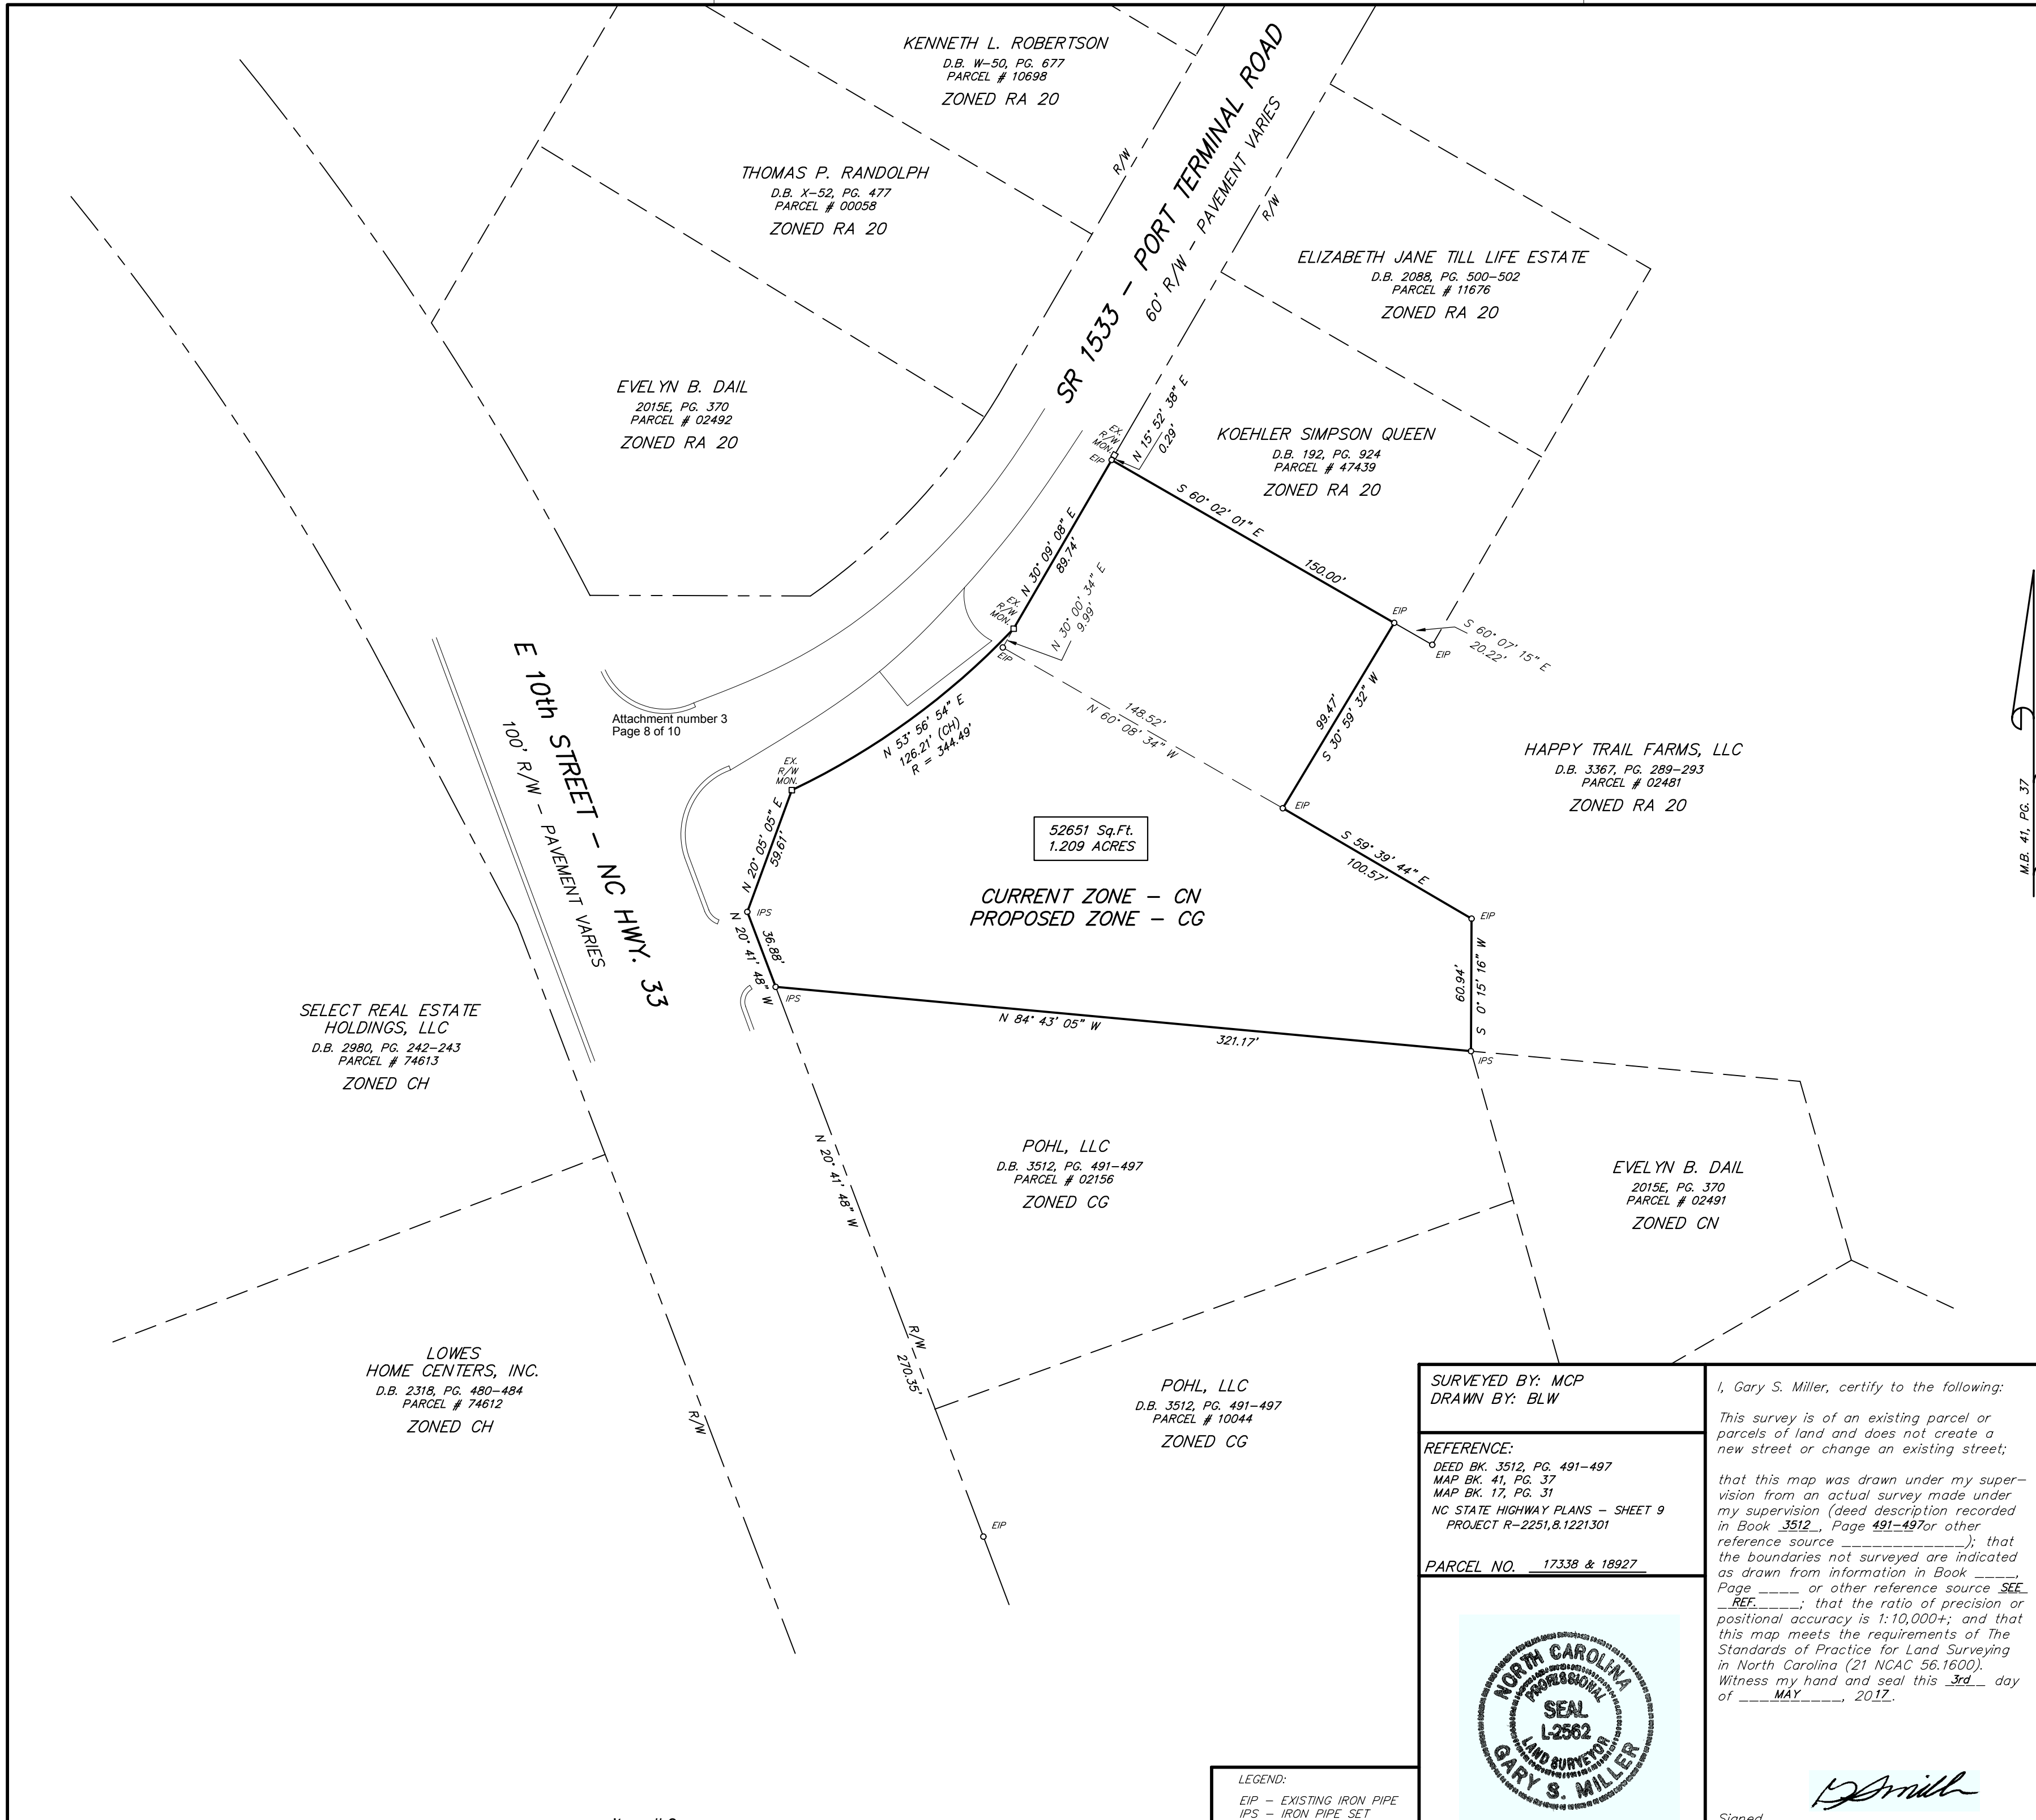 KENNETH L. ROBERTSON
D.B. W-50, PG. 677
PARCEL # 10698
ZONED RA 20
THOMAS P. RANDOLPH
D.B. X-52, PG. 477
PARCEL # 00058
ZONED RA 20
R/W
SR 1533 - PORT TERMINAL ROAD
60' R/W - PAVEMENT VARIES
R/W
ELIZABETH JANE TILL LIFE ESTATE
D.B. 2088, PG. 500-502
PARCEL # 11676
ZONED RA 20
EVELYN B. DAIL
2015E, PG. 370
PARCEL # 02492
ZONED RA 20
EX.
R/W
MON.
EIP
N 15° 52' 38" E
0.29'
KOEHLER SIMPSON QUEEN
D.B. 192, PG. 924
PARCEL # 47439
ZONED RA 20
S 60° 02' 01" E
150.00'
N 30° 09' 08" E
89.74'
EX.
R/W
MON.
EIP
N 30° 00' 34" E
9.99'
EIP
S 60° 07' 15" E
20.22'
EIP
E 10th STREET - NC HWY. 33
100' R/W - PAVEMENT VARIES
Attachment number 3
Page 8 of 10
N 53° 56' 54" E
126.21' (CH)
R = 344.49'
148.52'
N 60° 08' 34" W
99.47'
S 30° 59' 32" W
EIP
HAPPY TRAIL FARMS, LLC
D.B. 3367, PG. 289-293
PARCEL # 02481
ZONED RA 20
M.B. 41, PG. 37
EX.
R/W
MON.
N 20° 05' 05" E
59.61'
52651 Sq.Ft.
1.209 ACRES
S 59° 39' 44" E
100.57'
CURRENT ZONE - CN
PROPOSED ZONE - CG
IPS
N 20° 41' 48" W
36.88'
IPS
EIP
60.94'
S 0° 15' 16" W
N 84° 43' 05" W
321.17'
IPS
SELECT REAL ESTATE
HOLDINGS, LLC
D.B. 2980, PG. 242-243
PARCEL # 74613
ZONED CH
POHL, LLC
D.B. 3512, PG. 491-497
PARCEL # 02156
ZONED CG
N 20° 41' 48" W
EVELYN B. DAIL
2015E, PG. 370
PARCEL # 02491
ZONED CN
LOWES
HOME CENTERS, INC.
D.B. 2318, PG. 480-484
PARCEL # 74612
ZONED CH
R/W
R/W
270.35'
POHL, LLC
D.B. 3512, PG. 491-497
PARCEL # 10044
ZONED CG
EIP
SURVEYED BY: MCP
DRAWN BY: BLW
REFERENCE:
DEED BK. 3512, PG. 491-497
MAP BK. 41, PG. 37
MAP BK. 17, PG. 31
NC STATE HIGHWAY PLANS - SHEET 9
PROJECT R-2251,8.1221301
PARCEL NO. 17338 & 18927
NORTH CAROLINA
PROFESSIONAL
SEAL
L-2562
LAND SURVEYOR
GARY S. MILLER
I, Gary S. Miller, certify to the following:
This survey is of an existing parcel or
parcels of land and does not create a
new street or change an existing street;
that this map was drawn under my super-
vision from an actual survey made under
my supervision (deed description recorded
in Book 3512, Page 491-497or other
reference source ____________); that
the boundaries not surveyed are indicated
as drawn from information in Book ____,
Page ____ or other reference source SEE
REF.____; that the ratio of precision or
positional accuracy is 1:10,000+; and that
this map meets the requirements of The
Standards of Practice for Land Surveying
in North Carolina (21 NCAC 56.1600).
Witness my hand and seal this 3rd day
of ___MAY____, 2017.
Signed
LEGEND:
EIP - EXISTING IRON PIPE
IPS - IRON PIPE SET